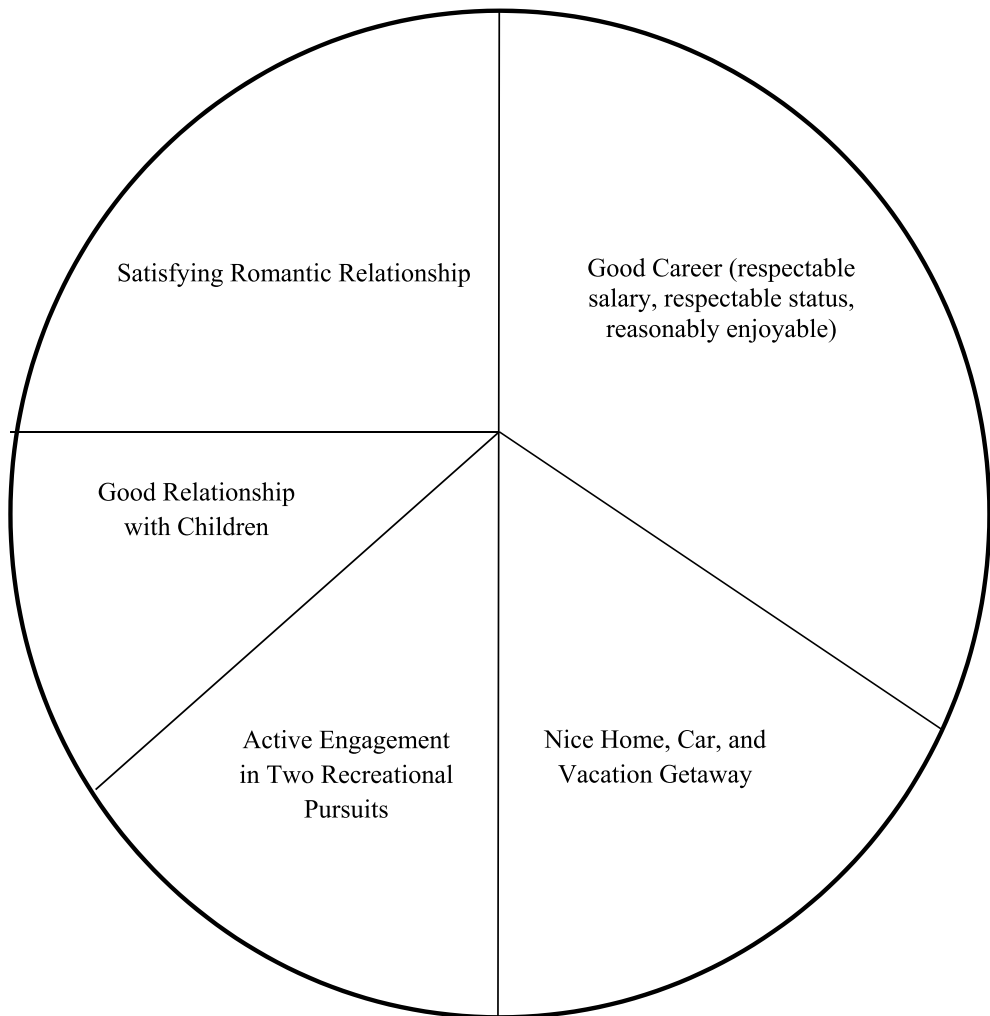 Satisfying Romantic Relationship
Good Career (respectable
salary, respectable status,
reasonably enjoyable)
Good Relationship
with Children
Active Engagement
in Two Recreational
Pursuits
Nice Home, Car, and
Vacation Getaway